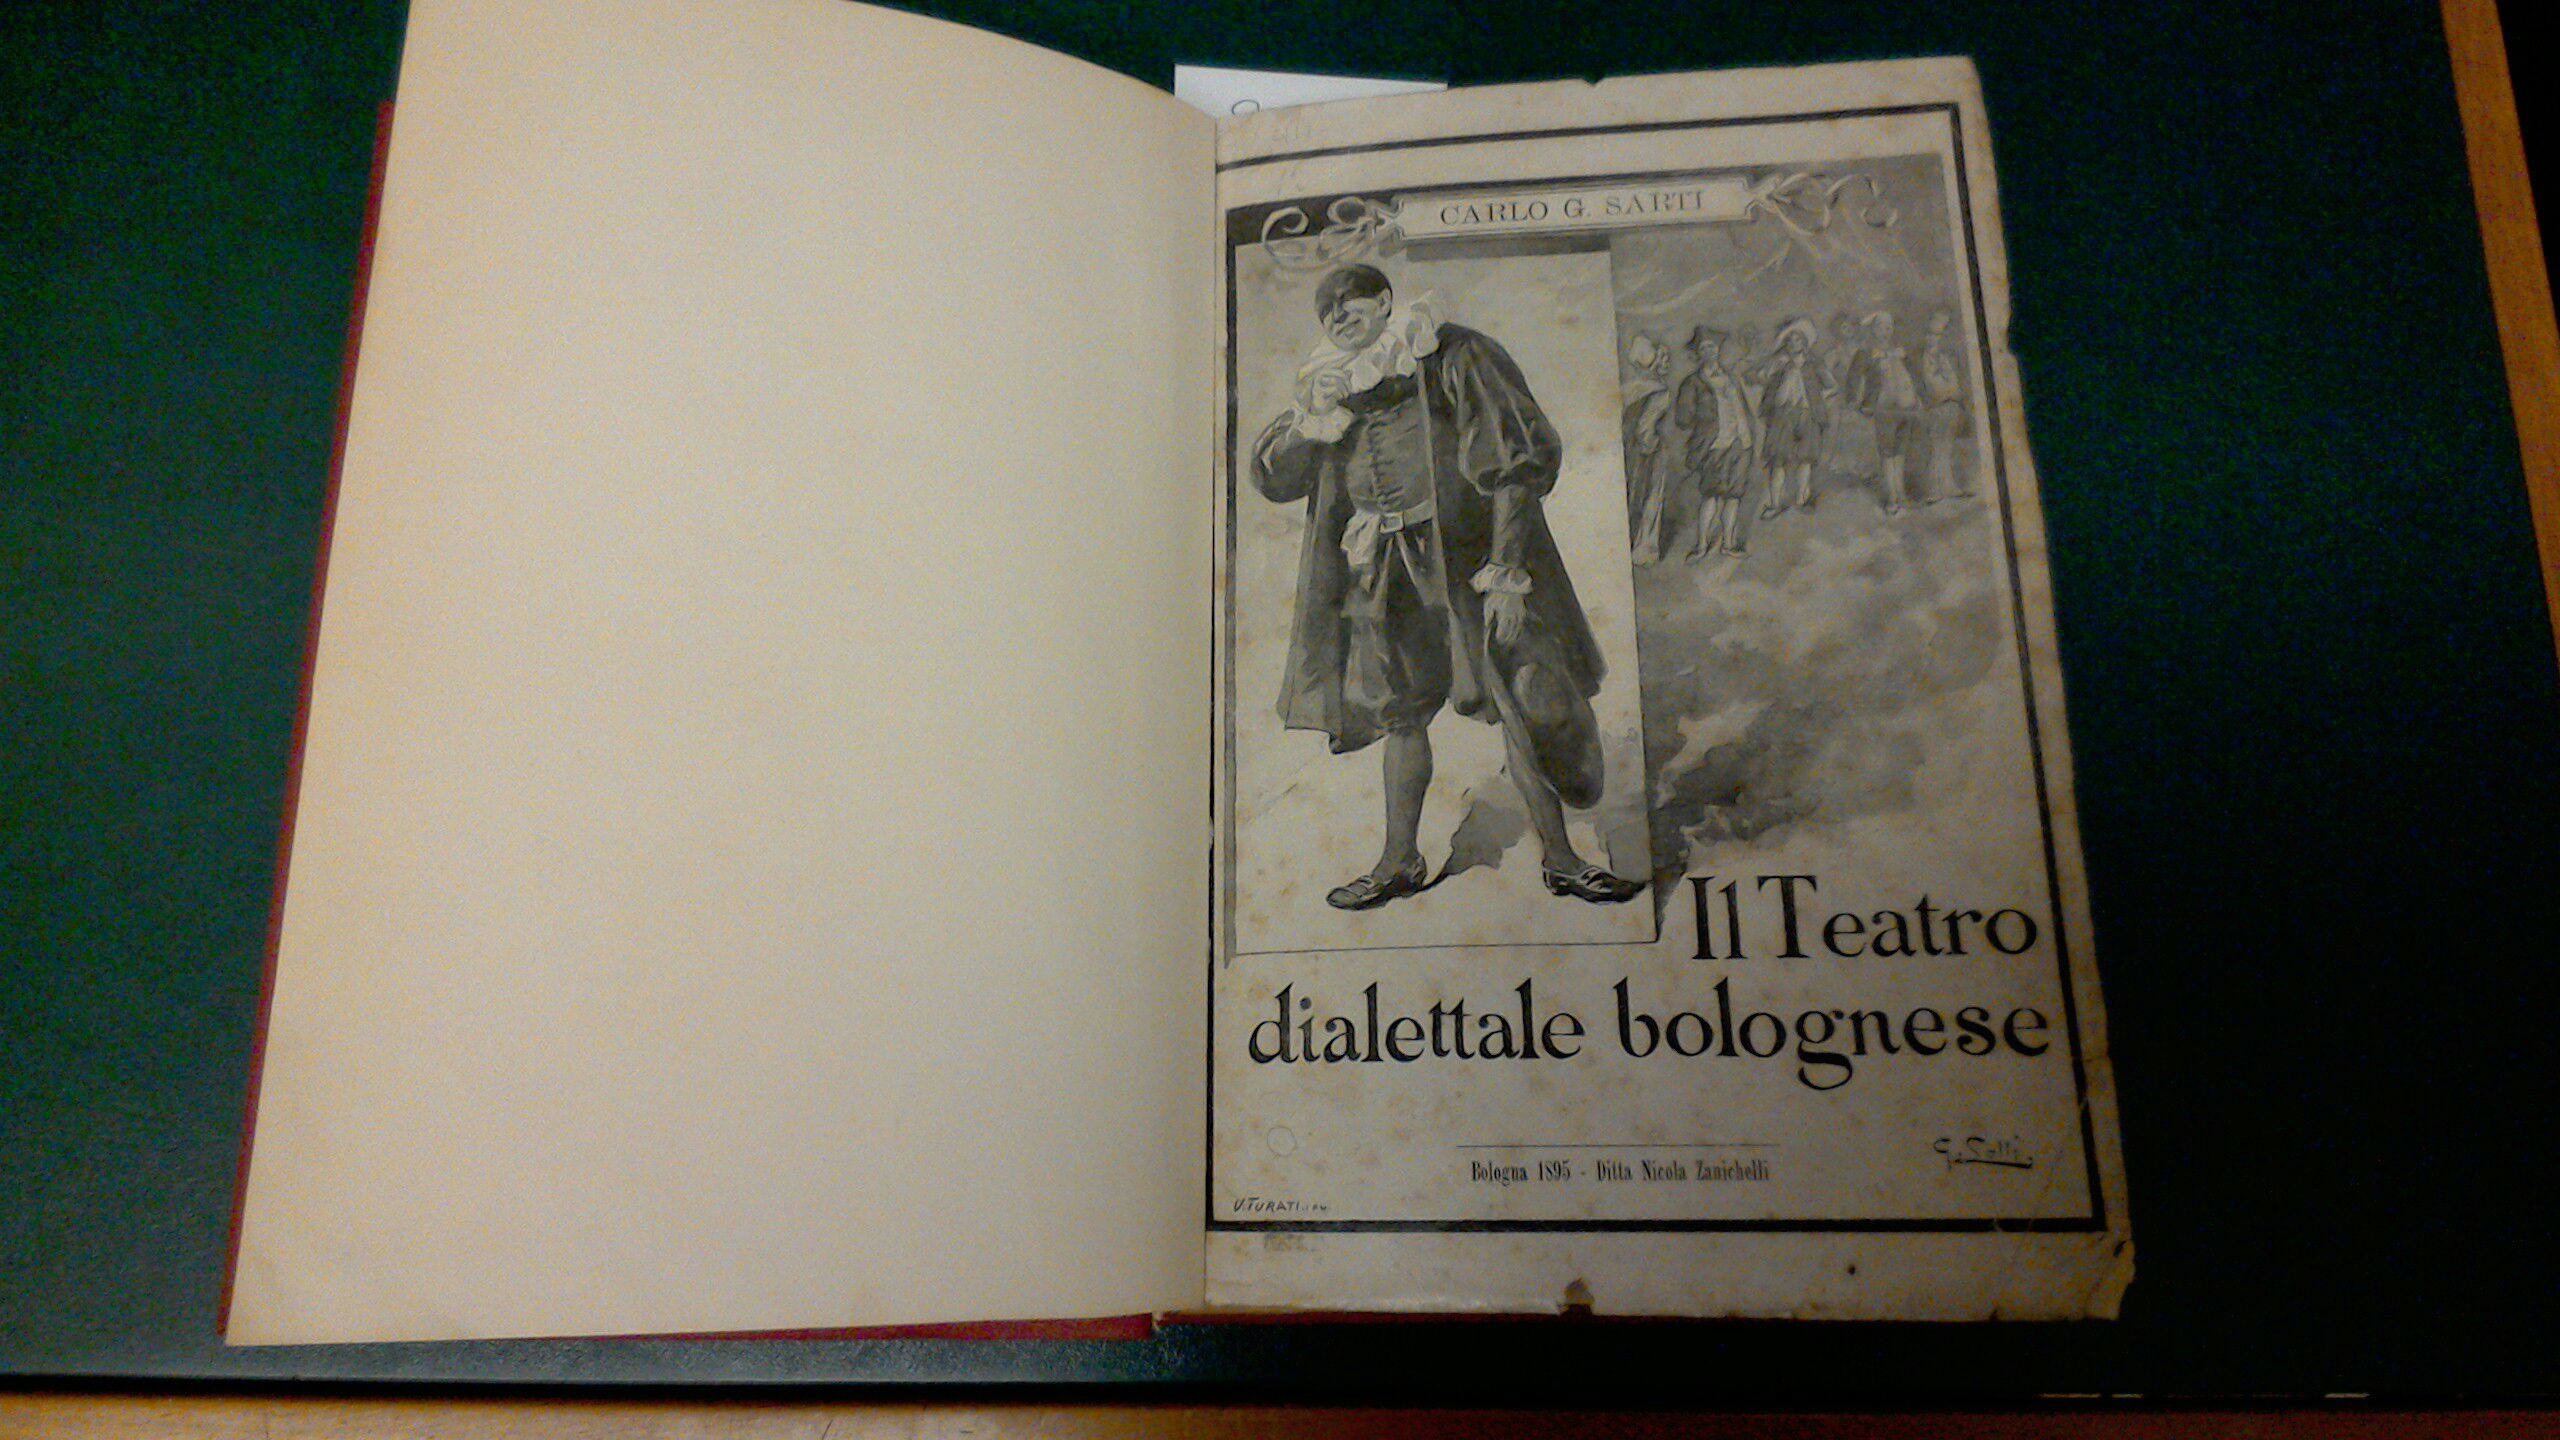 CARLO G. SARTI
Il Teatro
dialettale bolognese
Bologna 1895 - Ditta Nicola Zanichelli
V. TURATI